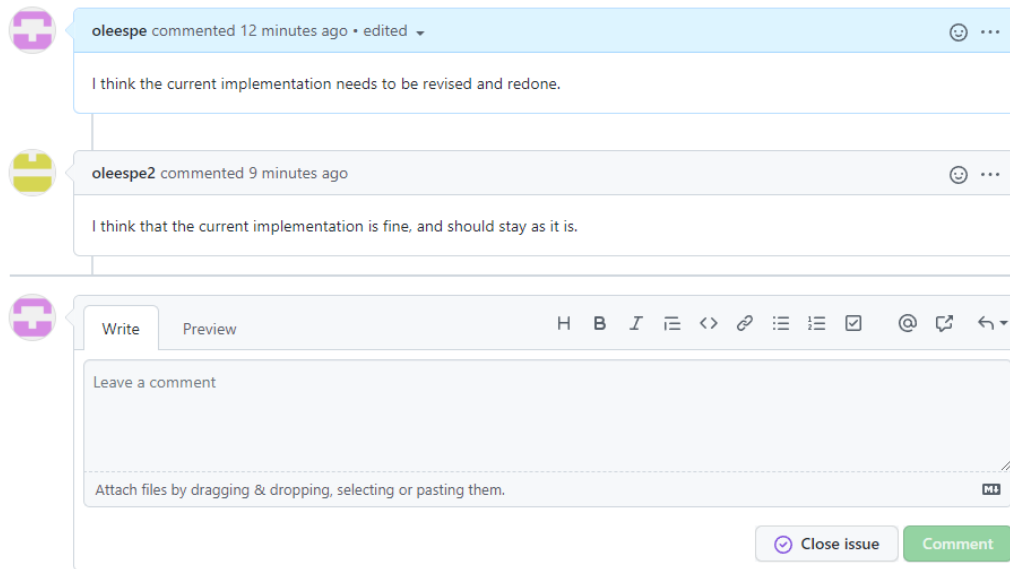 oleespe commented 12 minutes ago • edited
I think the current implementation needs to be revised and redone.
oleespe2 commented 9 minutes ago
I think that the current implementation is fine, and should stay as it is.
Write Preview
Leave a comment
Attach files by dragging & dropping, selecting or pasting them.
Close issue Comment